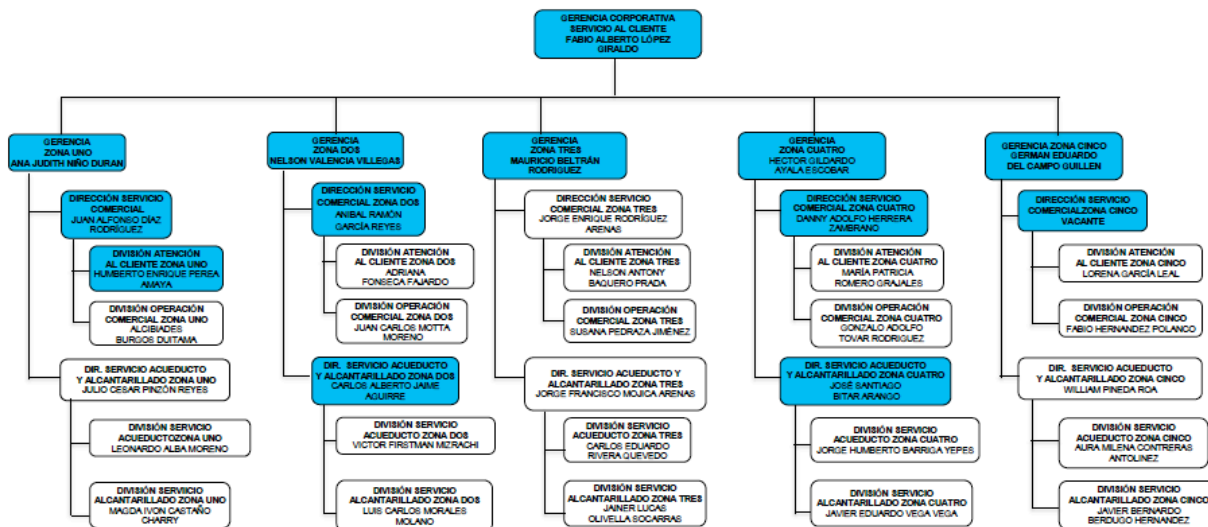 GERENCIA CORPORATIVA
SERVICIO AL CLIENTE
FABIO ALBERTO LÓPEZ
GIRALDO
GERENCIA
ZONA UNO
ANA JUDITH NIÑO DURAN
DIRECCIÓN SERVICIO
COMERCIAL
JUAN ALFONSO DÍAZ
RODRÍGUEZ
DIVISIÓN ATENCIÓN
AL CLIENTE ZONA UNO
HUMBERTO ENRIQUE PEREA
AMAYA
DIVISIÓN OPERACIÓN
COMERCIAL ZONA UNO
ALCIBIADES
BURGOS DUITAMA
DIR. SERVICIO ACUEDUCTO
Y ALCANTARILLADO ZONA UNO
JULIO CESAR PINZÓN REYES
DIVISIÓN SERVICIO
ACUEDUCTOZONA UNO
LEONARDO ALBA MORENO
DIVISIÓN SERVICIO
ALCANTARILLADO ZONA UNO
MAGDA IVON CASTAÑO
CHARRY
GERENCIA
ZONA DOS
NELSON VALENCIA VILLEGAS
DIRECCIÓN SERVICIO
COMERCIAL ZONA DOS
ANIBAL RAMÓN
GARCÍA REYES
DIVISIÓN ATENCIÓN
AL CLIENTE ZONA DOS
ADRIANA
FONSECA FAJARDO
DIVISIÓN OPERACIÓN
COMERCIAL ZONA DOS
JUAN CARLOS MOTTA
MORENO
DIR. SERVICIO ACUEDUCTO
Y ALCANTARILLADO ZONA DOS
CARLOS ALBERTO JAIME
AGUIRRE
DIVISIÓN SERVICIO
ACUEDUCTO ZONA DOS
VICTOR FIRSTMAN MIZRACHI
DIVISIÓN SERVICIO
ALCANTARILLADO ZONA DOS
LUIS CARLOS MORALES
MOLANO
GERENCIA
ZONA TRES
MAURICIO BELTRÁN
RODRIGUEZ
DIRECCIÓN SERVICIO
COMERCIAL ZONA TRES
JORGE ENRIQUE RODRÍGUEZ
ARENAS
DIVISIÓN ATENCIÓN
AL CLIENTE ZONA TRES
NELSON ANTONY
BAQUERO PRADA
DIVISIÓN OPERACIÓN
COMERCIAL ZONA TRES
SUSANA PEDRAZA JIMÉNEZ
DIR. SERVICIO ACUEDUCTO Y
ALCANTARILLADO ZONA TRES
JORGE FRANCISCO MOJICA ARENAS
DIVISIÓN SERVICIO
ACUEDUCTO ZONA TRES
CARLOS EDUARDO
RIVERA QUEVEDO
DIVISIÓN SERVICIO
ALCANTARILLADO ZONA TRES
JAINER LUCAS
OLIVELLA SOCARRAS
GERENCIA
ZONA CUATRO
HECTOR GILDARDO
AYALA ESCOBAR
DIRECCIÓN SERVICIO
COMERCIAL ZONA CUATRO
DANNY ADOLFO HERRERA
ZAMBRANO
DIVISIÓN ATENCIÓN
AL CLIENTE ZONA CUATRO
MARÍA PATRICIA
ROMERO GRAJALES
DIVISIÓN OPERACIÓN
COMERCIAL ZONA CUATRO
GONZALO ADOLFO
TOVAR RODRIGUEZ
DIR. SERVICIO ACUEDUCTO
Y ALCANTARILLADO ZONA CUATRO
JOSÉ SANTIAGO
BITAR ARANGO
DIVISIÓN SERVICIO
ACUEDUCTO ZONA CUATRO
JORGE HUMBERTO BARRIGA YEPES
DIVISIÓN SERVICIO
ALCANTARILLADO ZONA CUATRO
JAVIER EDUARDO VEGA VEGA
GERENCIA ZONA CINCO
GERMAN EDUARDO
DEL CAMPO GUILLEN
DIRECCIÓN SERVICIO
COMERCIALZONA CINCO
VACANTE
DIVISIÓN ATENCIÓN
AL CLIENTE ZONA CINCO
LORENA GARCÍA LEAL
DIVISIÓN OPERACIÓN
COMERCIAL ZONA CINCO
FABIO HERNANDEZ POLANCO
DIR. SERVICIO ACUEDUCTO
Y ALCANTARILLADO ZONA CINCO
WILLIAM PINEDA ROA
DIVISIÓN SERVICIO
ACUEDUCTO ZONA CINCO
AURA MILENA CONTRERAS
ANTOLINEZ
DIVISIÓN SERVICIO
ALCANTARILLADO ZONA CINCO
JAVIER BERNARDO
BERDUGO HERNANDEZ